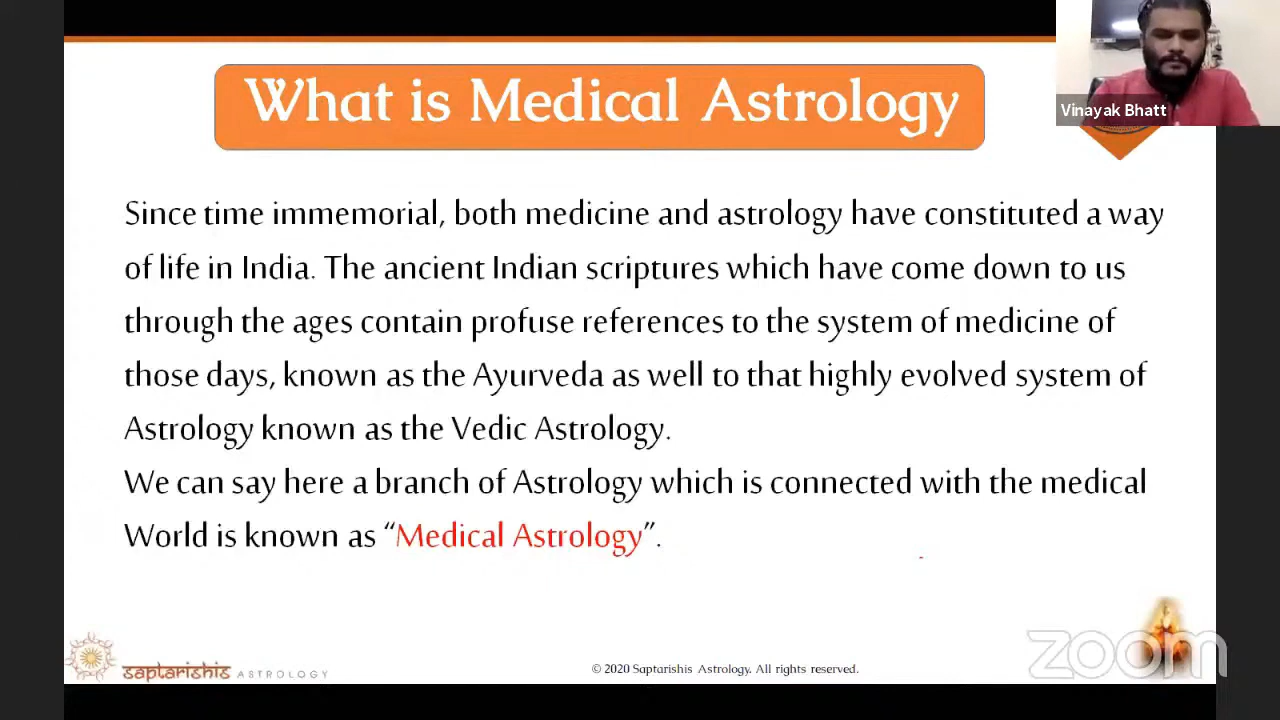 What is Medical Astrology
Vinayak Bhatt
Since time immemorial, both medicine and astrology have constituted a way
of life in India. The ancient Indian scriptures which have come down to us
through the ages contain profuse references to the system of medicine of
those days, known as the Ayurveda as well to that highly evolved system of
Astrology known as the Vedic Astrology.
We can say here a branch of Astrology which is connected with the medical
World is known as “Medical Astrology”.
saptarishis ASTROLOGY
© 2020 Saptarishis Astrology. All rights reserved.
zoom